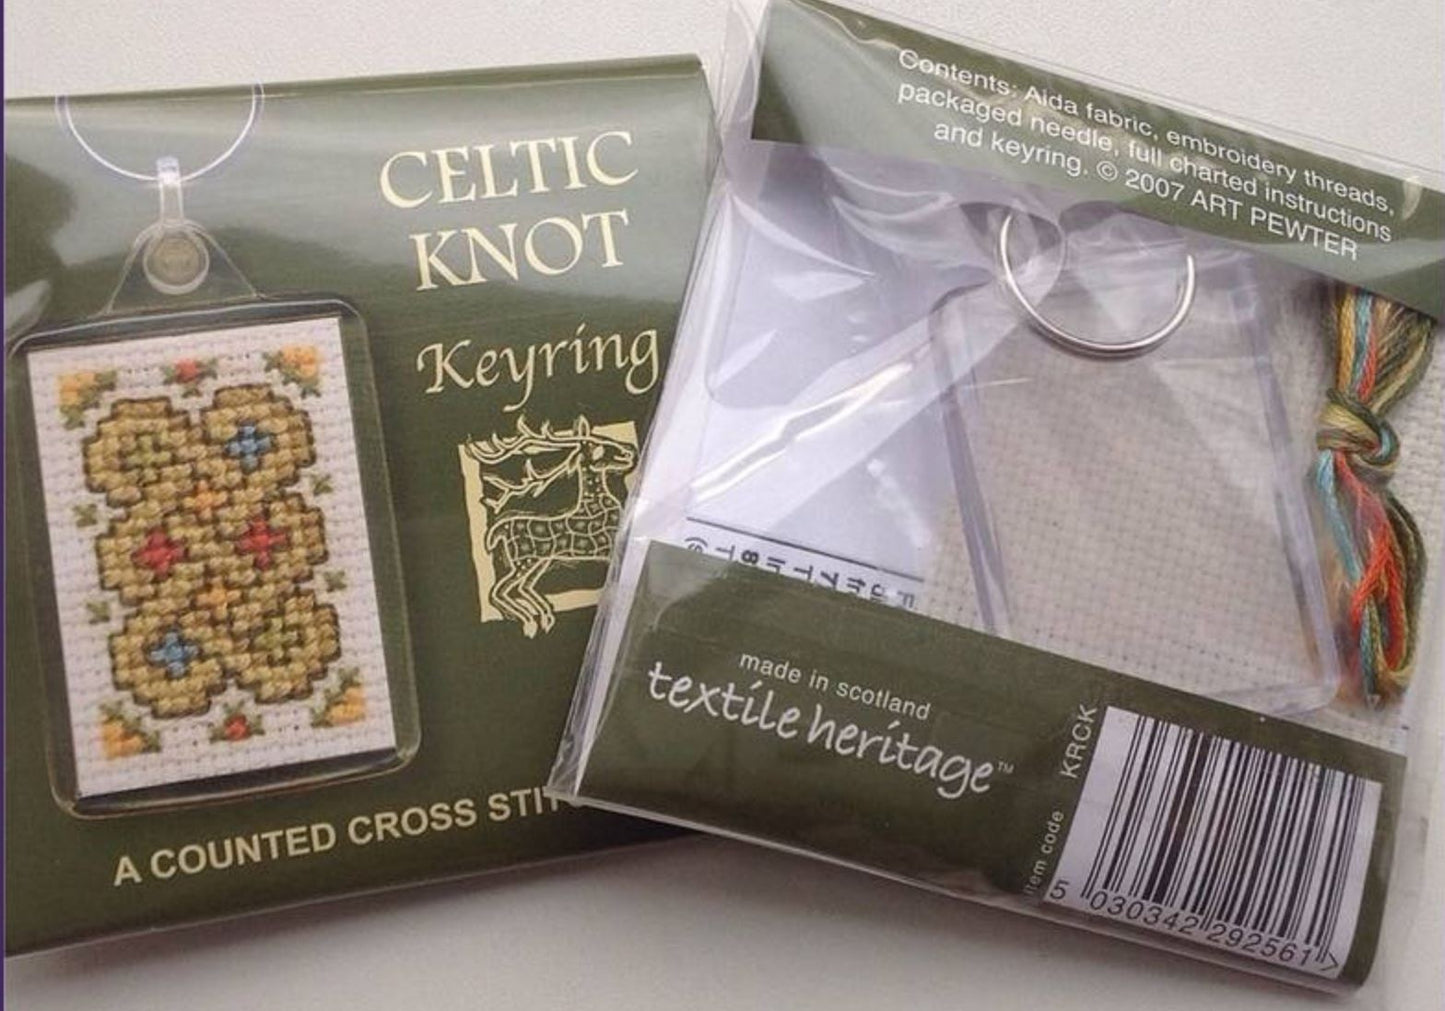 CELTIC
KNOT
Keyring
A COUNTED CROSS
Contents: Aida fabric, embroidery threads,
packaged needle, full charted instructions
and keyring. © 2007 ART PEWTER
made in scotland
textile heritage™
item code KRCK
5 030342 292561 >